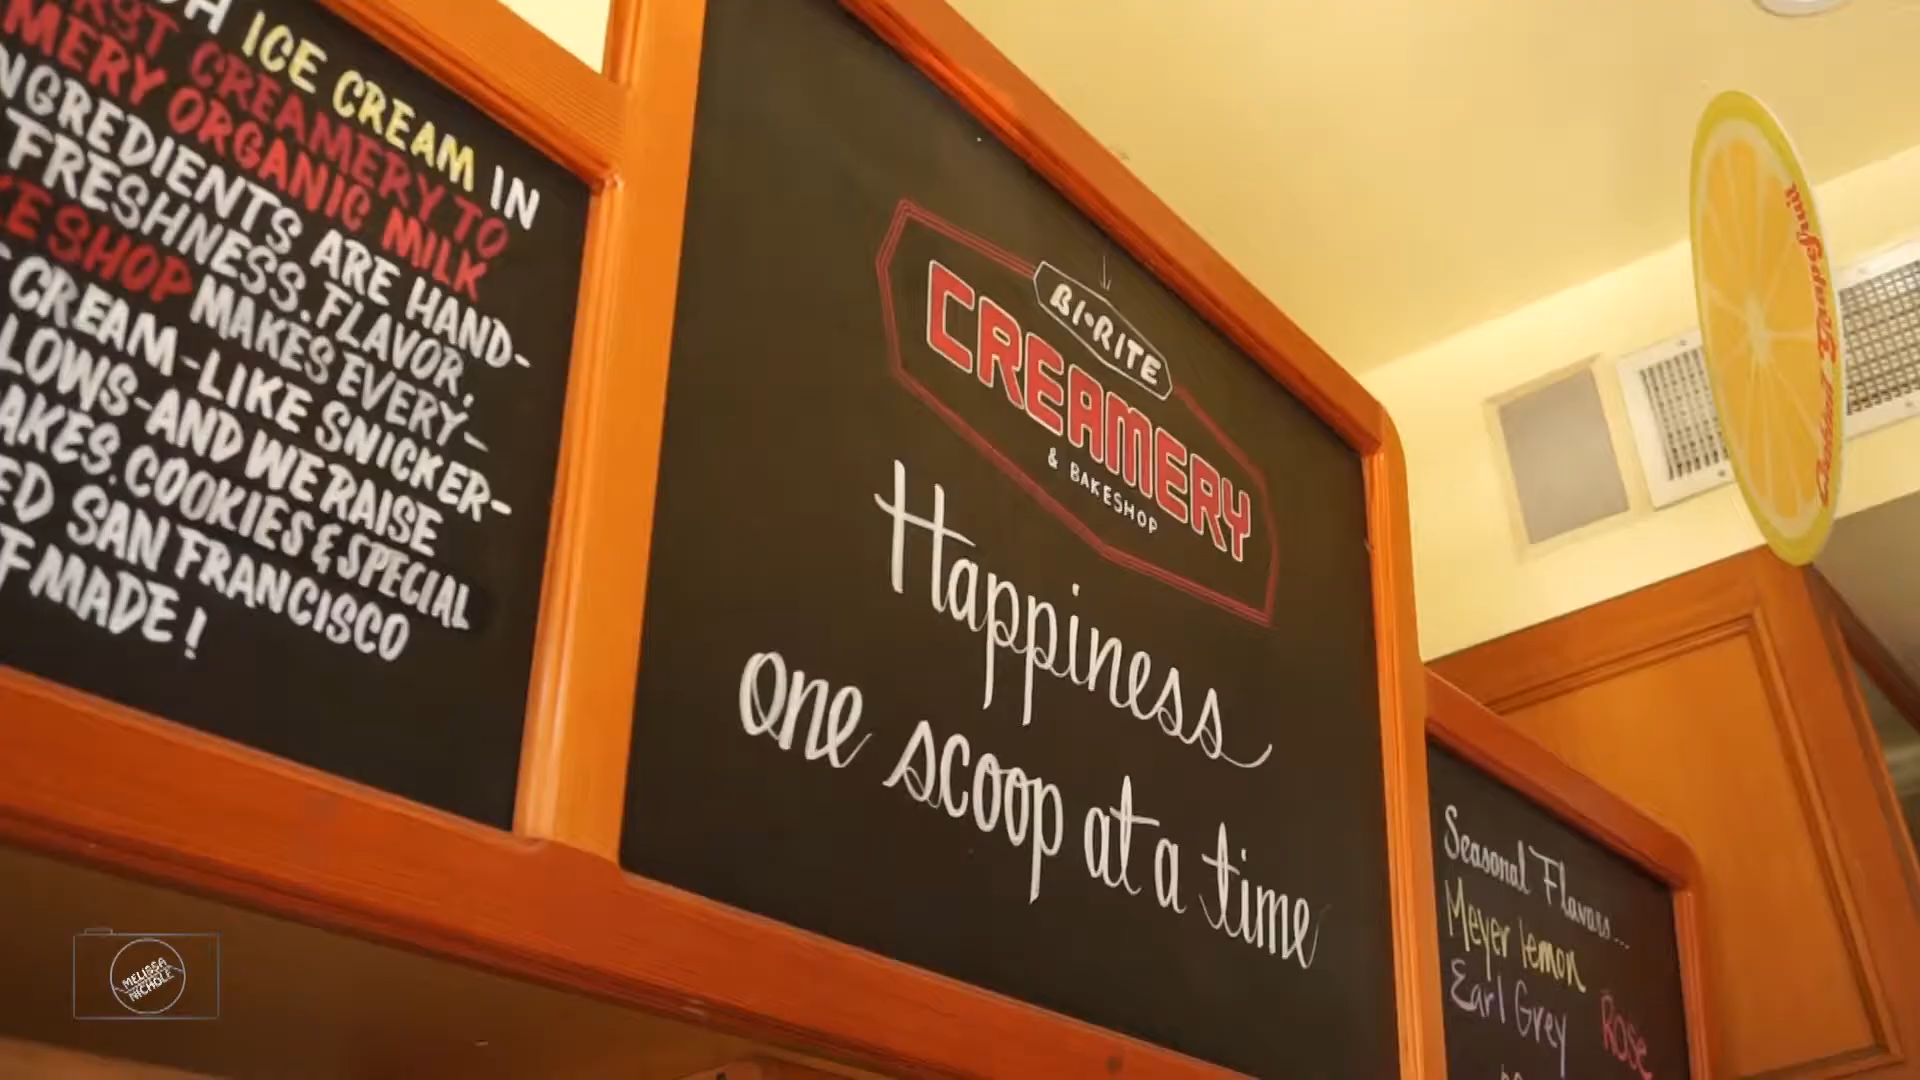 ICE CREAM IN
CREAMERY TO
ORGANIC MILK
INGREDIENTS ARE HAND-
FRESHNESS. FLAVOR,
SHOP MAKES EVERY-
CREAM-LIKE SNICKER-
LOWS-AND WE RAISE
AKES, COOKIES & SPECIAL
ED SAN FRANCISCO
F MADE!
BI-RITE
CREAMERY
& BAKESHOP
Happiness
one scoop at a time
Seasonal Flavors...
Meyer lemon
Earl Grey
Rose
MELISSA
NICHOLE